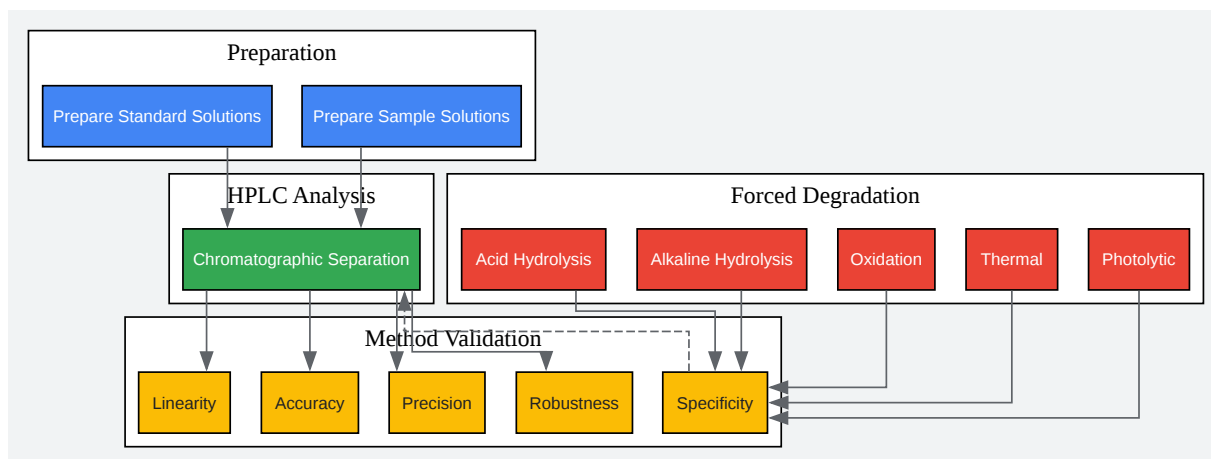 Preparation
Prepare Standard Solutions
Prepare Sample Solutions
HPLC Analysis
Chromatographic Separation
Forced Degradation
Acid Hydrolysis
Alkaline Hydrolysis
Oxidation
Thermal
Photolytic
Method Validation
Linearity
Accuracy
Precision
Robustness
Specificity